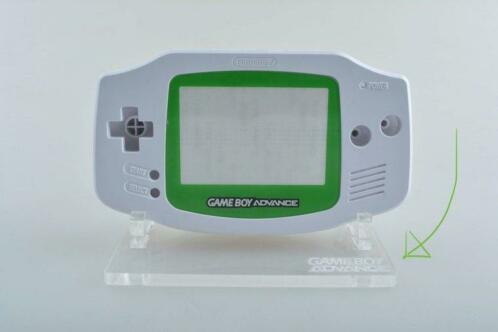 Nintendo
POWER
START
SELECT
GAME BOY ADVANCE
GAME BOY
ADVANCE